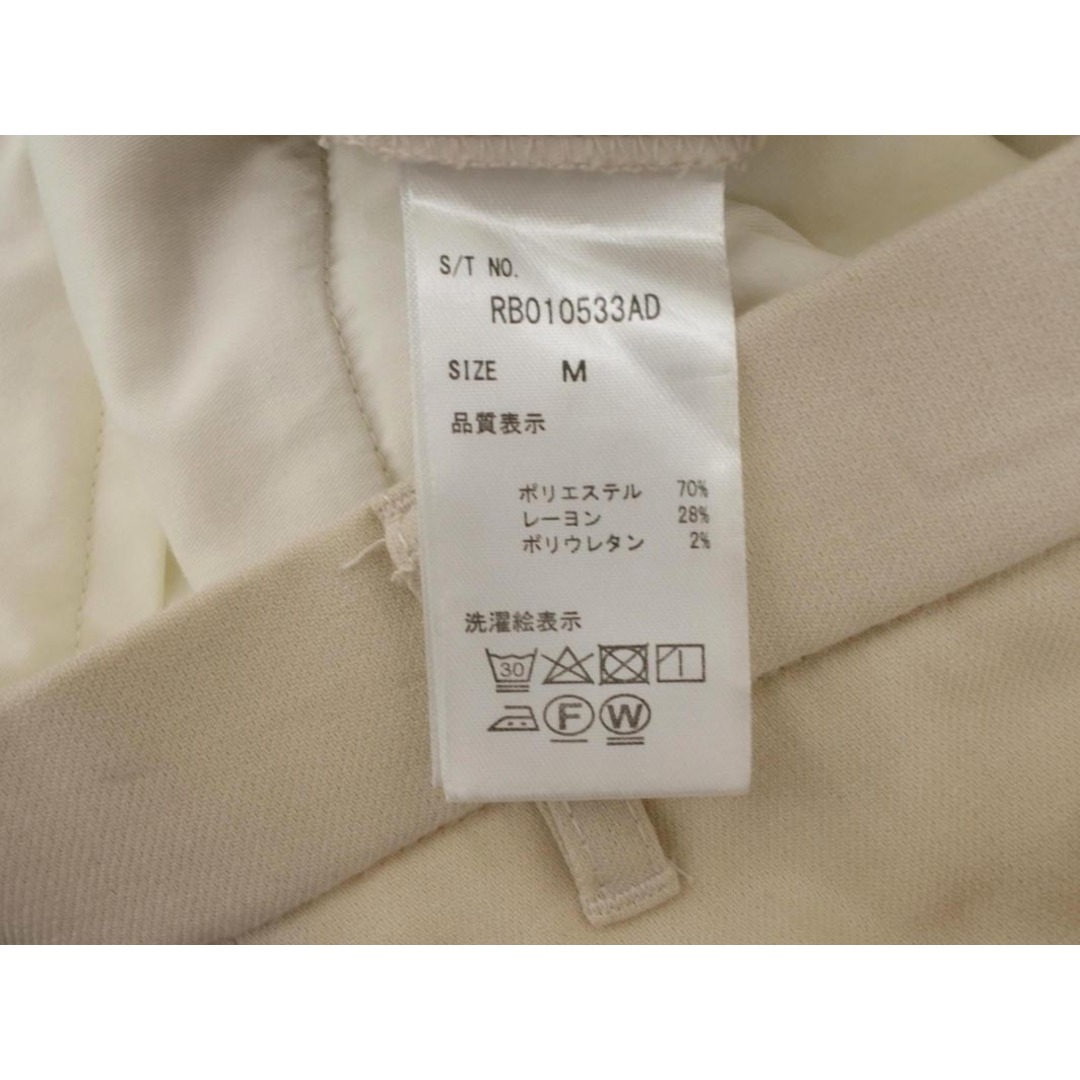 S/T NO.
RB010533AD
SIZE M
品質表示
ポリエステル 70%
レーヨン 28%
ポリウレタン 2%
洗濯絵表示
30
F W